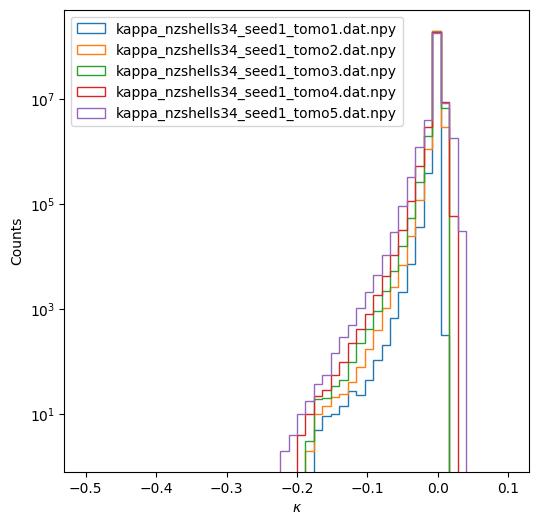 kappa_nzshells34_seed1_tomo1.dat.npy
kappa_nzshells34_seed1_tomo2.dat.npy
kappa_nzshells34_seed1_tomo3.dat.npy
kappa_nzshells34_seed1_tomo4.dat.npy
kappa_nzshells34_seed1_tomo5.dat.npy
10⁷
10⁵
Counts
10³
10¹
−0.5 −0.4 −0.3 −0.2 −0.1 0.0 0.1
κ